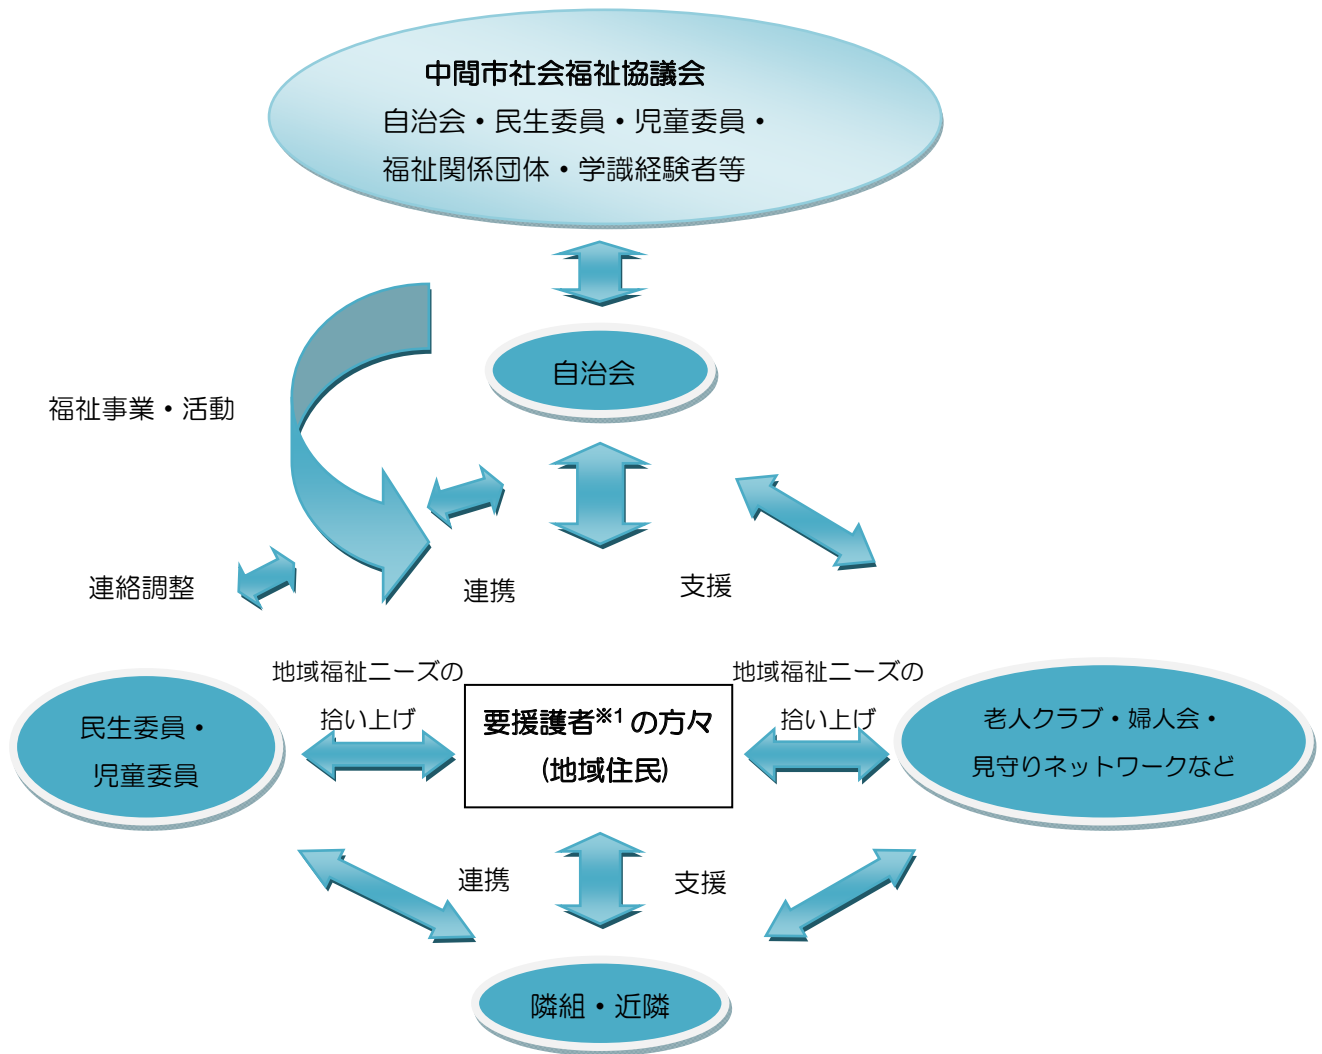 中間市社会福祉協議会
自治会・民生委員・児童委員・
福祉関係団体・学識経験者等
自治会
福祉事業・活動
連絡調整
連携
支援
地域福祉ニーズの
拾い上げ
地域福祉ニーズの
拾い上げ
民生委員・
児童委員
要援護者※1の方々
(地域住民)
老人クラブ・婦人会・
見守りネットワークなど
連携
支援
隣組・近隣